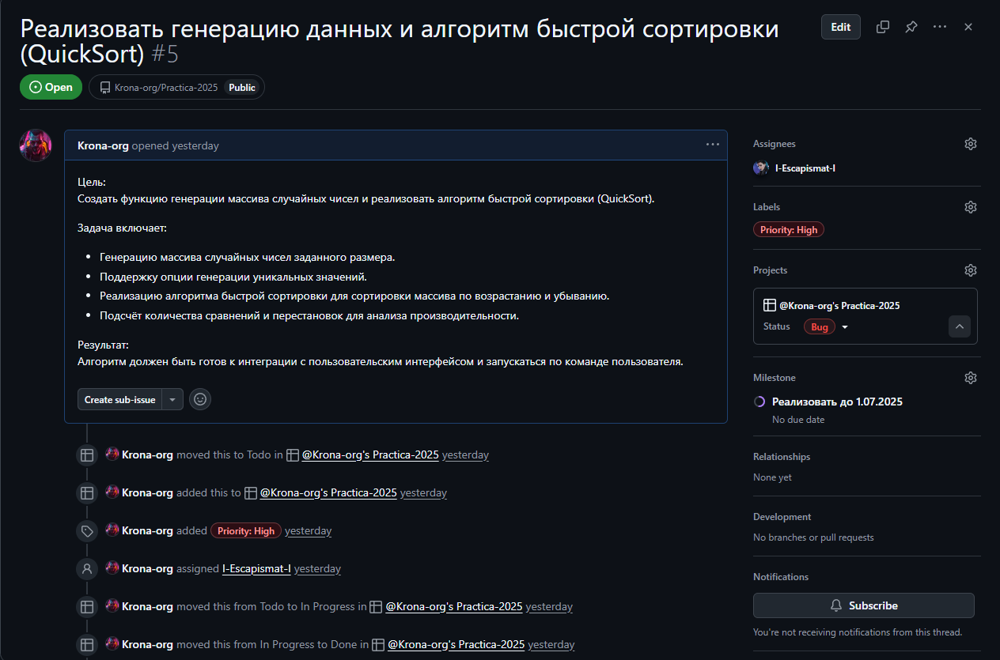 Реализовать генерацию данных и алгоритм быстрой сортировки
(QuickSort) #5
Edit
Open
Krona-org/Practica-2025 Public
Krona-org opened yesterday
Цель:
Создать функцию генерации массива случайных чисел и реализовать алгоритм быстрой сортировки (QuickSort).
Задача включает:
• Генерацию массива случайных чисел заданного размера.
• Поддержку опции генерации уникальных значений.
• Реализацию алгоритма быстрой сортировки для сортировки массива по возрастанию и убыванию.
• Подсчёт количества сравнений и перестановок для анализа производительности.
Результат:
Алгоритм должен быть готов к интеграции с пользовательским интерфейсом и запускаться по команде пользователя.
Create sub-issue
Krona-org moved this to Todo in @Krona-org's Practica-2025 yesterday
Krona-org added this to @Krona-org's Practica-2025 yesterday
Krona-org added Priority: High yesterday
Krona-org assigned I-Escapismat-I yesterday
Krona-org moved this from Todo to In Progress in @Krona-org's Practica-2025 yesterday
Krona-org moved this from In Progress to Done in @Krona-org's Practica-2025 yesterday
Assignees
I-Escapismat-I
Labels
Priority: High
Projects
@Krona-org's Practica-2025
Status Bug
Milestone
Реализовать до 1.07.2025
No due date
Relationships
None yet
Development
No branches or pull requests
Notifications
Subscribe
You're not receiving notifications from this thread.